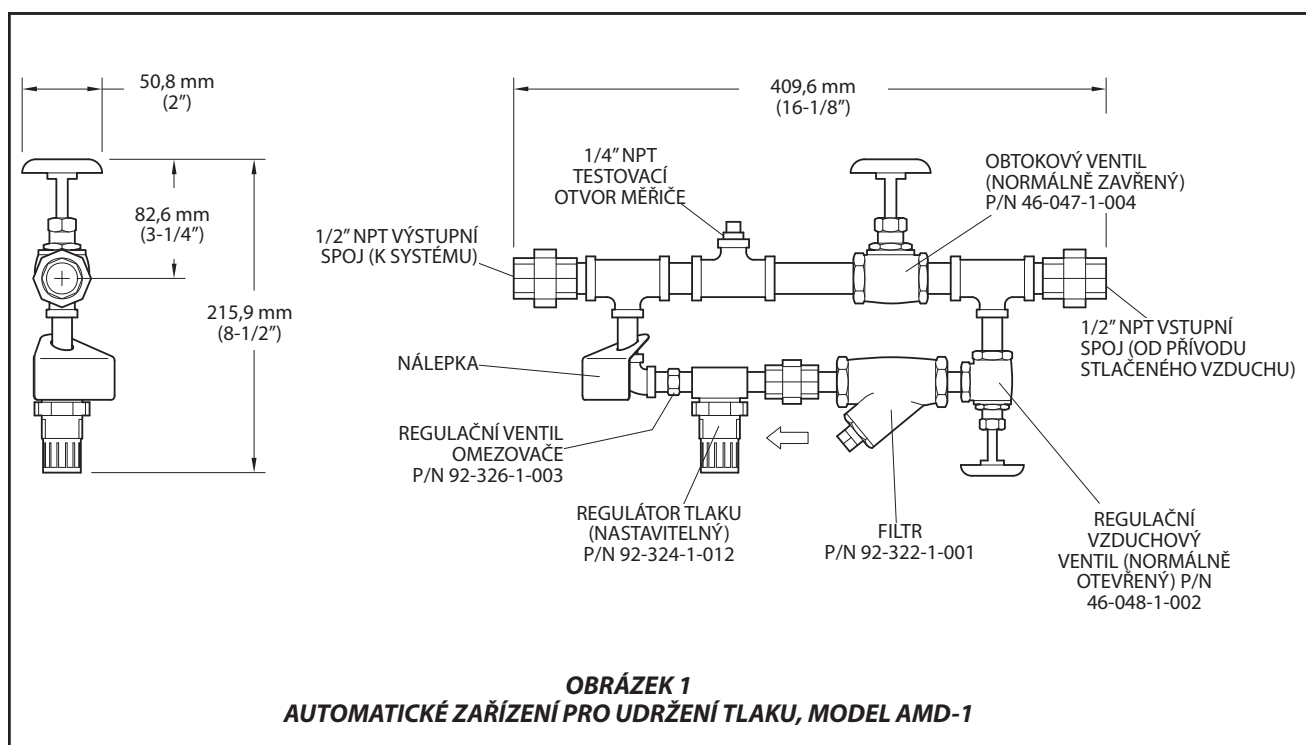 50,8 mm
(2”)
82,6 mm
(3-1/4”)
215,9 mm
(8-1/2”)
409,6 mm
(16-1/8”)
1/4” NPT
TESTOVACÍ
OTVOR MĚŘIČE
OBTOKOVÝ VENTIL
(NORMÁLNĚ ZAVŘENÝ)
P/N 46-047-1-004
1/2” NPT VÝSTUPNÍ
SPOJ (K SYSTÉMU)
1/2” NPT VSTUPNÍ
SPOJ (OD PŘÍVODU
STLAČENÉHO VZDUCHU)
NÁLEPKA
REGULAČNÍ VENTIL
OMEZOVAČE
P/N 92-326-1-003
REGULÁTOR TLAKU
(NASTAVITELNÝ)
P/N 92-324-1-012
FILTR
P/N 92-322-1-001
REGULAČNÍ
VZDUCHOVÝ
VENTIL (NORMÁLNĚ
OTEVŘENÝ) P/N
46-048-1-002
OBRÁZEK 1
AUTOMATICKÉ ZAŘÍZENÍ PRO UDRŽENÍ TLAKU, MODEL AMD-1